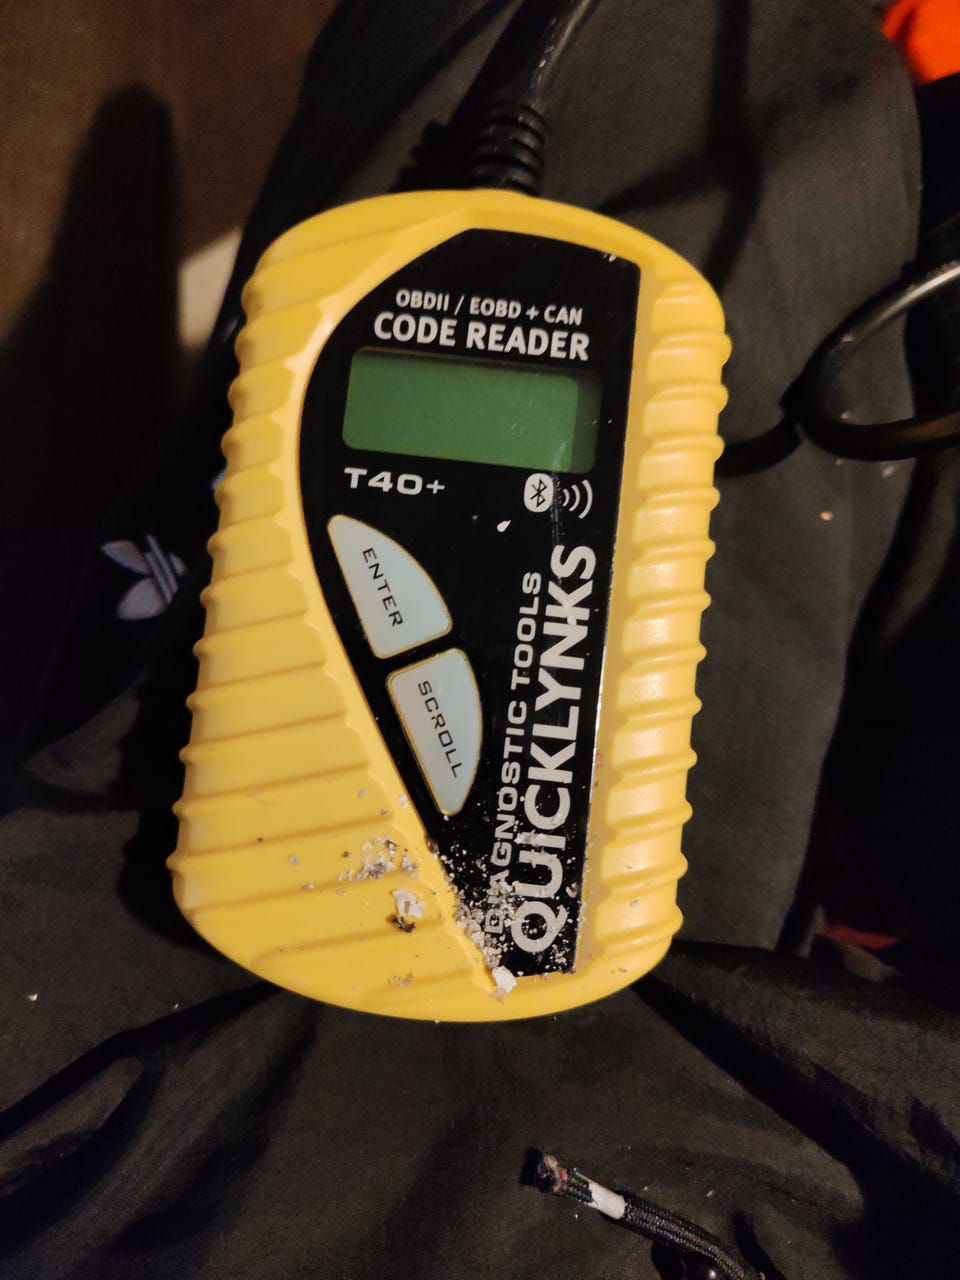 OBDII / EOBD + CAN
CODE READER
T40+
ENTER
SCROLL
DIAGNOSTIC TOOLS
QUICKLYNKS